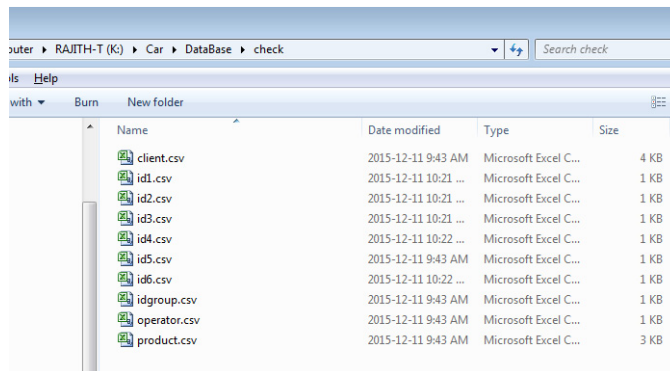 outer ▸ RAJITH-T (K:) ▸ Car ▸ DataBase ▸ check Search check
ols Help
with Burn New folder
Name Date modified Type Size
client.csv 2015-12-11 9:43 AM Microsoft Excel C... 4 KB
id1.csv 2015-12-11 10:21 ... Microsoft Excel C... 1 KB
id2.csv 2015-12-11 10:21 ... Microsoft Excel C... 1 KB
id3.csv 2015-12-11 10:21 ... Microsoft Excel C... 1 KB
id4.csv 2015-12-11 10:22 ... Microsoft Excel C... 1 KB
id5.csv 2015-12-11 9:43 AM Microsoft Excel C... 1 KB
id6.csv 2015-12-11 10:22 ... Microsoft Excel C... 1 KB
idgroup.csv 2015-12-11 9:43 AM Microsoft Excel C... 1 KB
operator.csv 2015-12-11 9:43 AM Microsoft Excel C... 1 KB
product.csv 2015-12-11 9:43 AM Microsoft Excel C... 3 KB